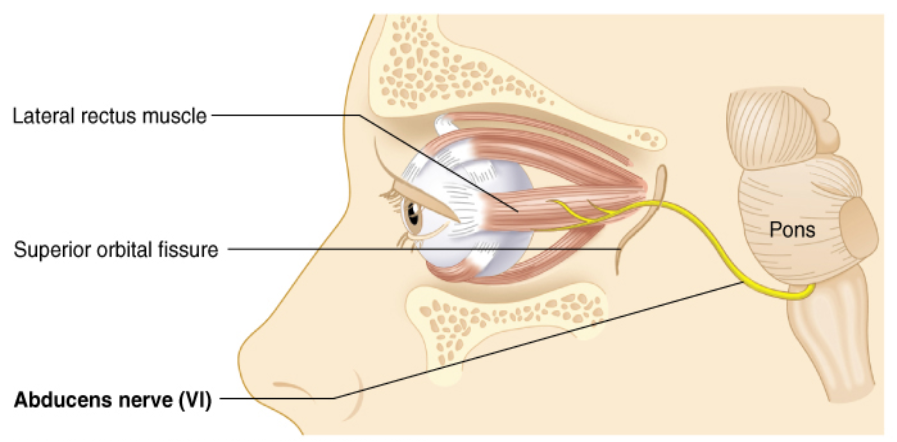 Lateral rectus muscle
Pons
Superior orbital fissure
Abducens nerve (VI)